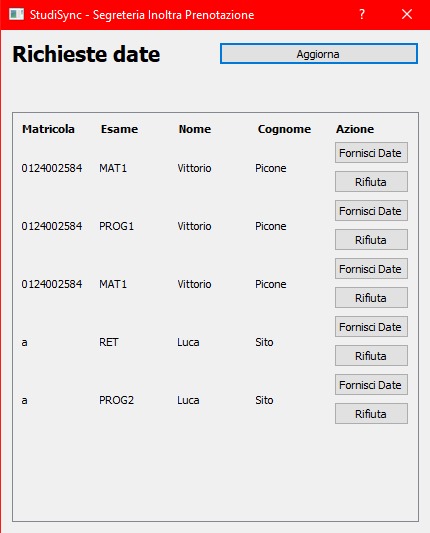 StudiSync - Segreteria Inoltra Prenotazione
Richieste date
Aggiorna
Matricola Esame Nome Cognome Azione
0124002584 MAT1 Vittorio Picone Fornisci Date
Rifiuta
0124002584 PROG1 Vittorio Picone Fornisci Date
Rifiuta
0124002584 MAT1 Vittorio Picone Fornisci Date
Rifiuta
a RET Luca Sito Fornisci Date
Rifiuta
a PROG2 Luca Sito Fornisci Date
Rifiuta